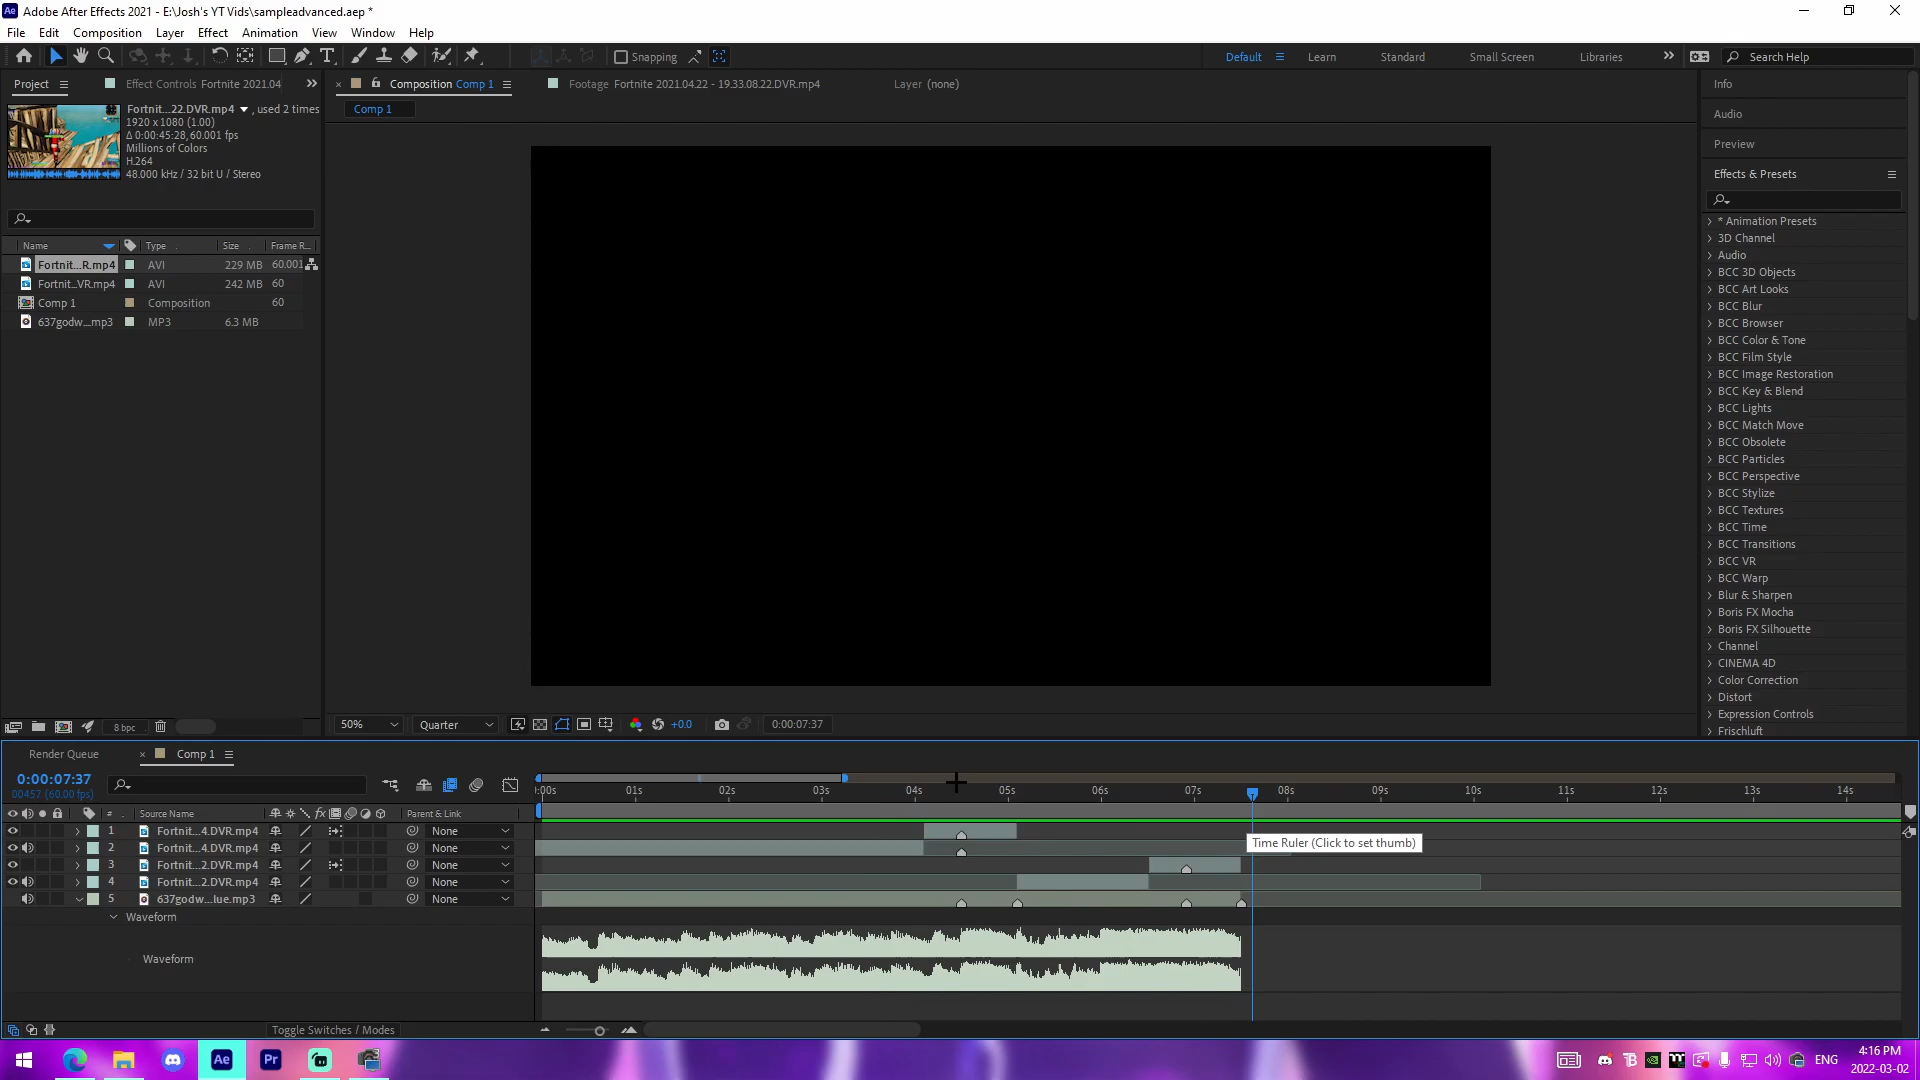 Adobe After Effects 2021 - E:\Josh's YT Vids\sampleadvanced.aep *
File Edit Composition Layer Effect Animation View Window Help
Snapping Default Learn Standard Small Screen Libraries Search Help
Project Effect Controls Fortnite 2021.04
Composition Comp 1 Footage Fortnite 2021.04.22 - 19.33.08.22.DVR.mp4 Layer (none)
Comp 1
Fortnit...22.DVR.mp4 , used 2 times
1920 x 1080 (1.00)
Δ 0:00:45:28, 60.001 fps
Millions of Colors
H.264
48.000 kHz / 32 bit U / Stereo
Name Type Size Frame R...
Fortnit...R.mp4 AVI 229 MB 60.001
Fortnit...VR.mp4 AVI 242 MB 60
Comp 1 Composition 60
637godw...mp3 MP3 6.3 MB
8 bpc
50% Quarter +0.0 0:00:07:37
Info
Audio
Preview
Effects & Presets
* Animation Presets
3D Channel
Audio
BCC 3D Objects
BCC Art Looks
BCC Blur
BCC Browser
BCC Color & Tone
BCC Film Style
BCC Image Restoration
BCC Key & Blend
BCC Lights
BCC Match Move
BCC Obsolete
BCC Particles
BCC Perspective
BCC Stylize
BCC Textures
BCC Time
BCC Transitions
BCC VR
BCC Warp
Blur & Sharpen
Boris FX Mocha
Boris FX Silhouette
Channel
CINEMA 4D
Color Correction
Distort
Expression Controls
Frischluft
Render Queue Comp 1
0:00:07:37
00457 (60.00 fps)
:00s 01s 02s 03s 04s 05s 06s 07s 08s 09s 10s 11s 12s 13s 14s
# Source Name fx Parent & Link
1 Fortnit...4.DVR.mp4 None
2 Fortnit...4.DVR.mp4 None
3 Fortnit...2.DVR.mp4 None
4 Fortnit...2.DVR.mp4 None
5 637godw...lue.mp3 None
Time Ruler (Click to set thumb)
Waveform
Waveform
Toggle Switches / Modes
Ae Pr
ENG
4:16 PM
2022-03-02